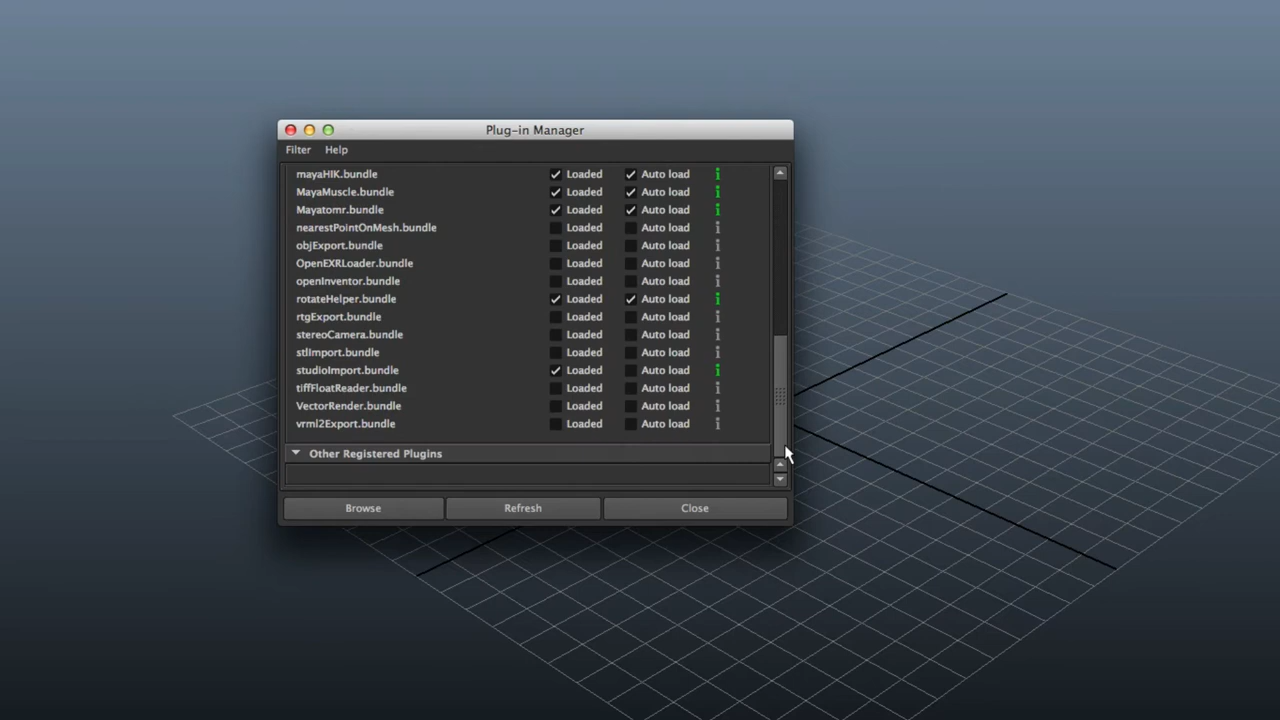 Plug-in Manager
Filter Help
mayaHIK.bundle Loaded Auto load i
MayaMuscle.bundle Loaded Auto load i
Mayatomr.bundle Loaded Auto load i
nearestPointOnMesh.bundle Loaded Auto load i
objExport.bundle Loaded Auto load i
OpenEXRLoader.bundle Loaded Auto load i
openInventor.bundle Loaded Auto load i
rotateHelper.bundle Loaded Auto load i
rtgExport.bundle Loaded Auto load i
stereoCamera.bundle Loaded Auto load i
stlImport.bundle Loaded Auto load i
studioImport.bundle Loaded Auto load i
tiffFloatReader.bundle Loaded Auto load i
VectorRender.bundle Loaded Auto load i
vrml2Export.bundle Loaded Auto load i
Other Registered Plugins
Browse Refresh Close